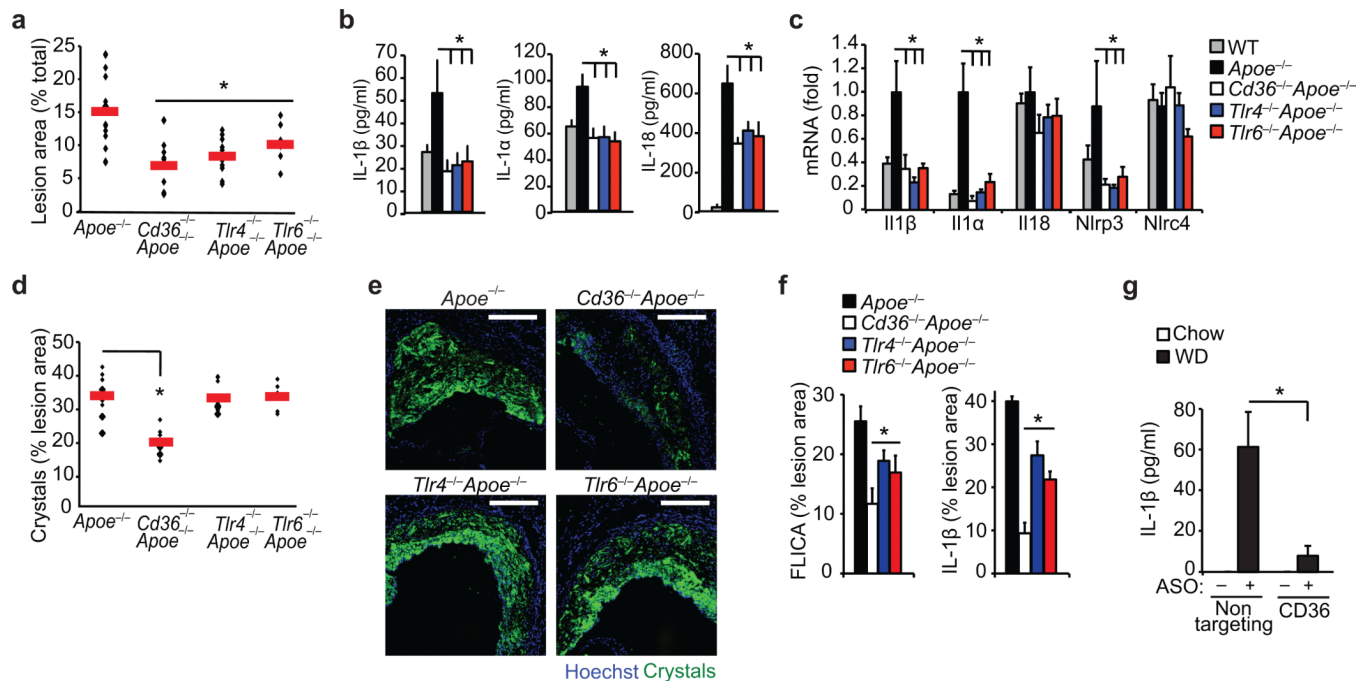 a
Lesion area (% total)
25
20
15
10
5
0
Apoe–/–
Cd36–/–
Apoe–/–
Tlr4–/–
Apoe–/–
Tlr6–/–
Apoe–/–
*
b
IL-1β (pg/ml)
70
60
50
40
30
20
10
0
*
IL-1α (pg/ml)
120
100
80
60
40
20
0
*
IL-18 (pg/ml)
800
600
400
200
0
*
c
mRNA (fold)
1.4
1.2
1.0
0.8
0.6
0.4
0.2
0
* * *
Il1β Il1α Il18 Nlrp3 Nlrc4
WT
Apoe–/–
Cd36–/–Apoe–/–
Tlr4–/–Apoe–/–
Tlr6–/–Apoe–/–
d
Crystals (% lesion area)
50
40
30
20
10
0
*
Apoe–/–
Cd36–/–
Apoe–/–
Tlr4–/–
Apoe–/–
Tlr6–/–
Apoe–/–
e
Apoe–/– Cd36–/–Apoe–/–
Tlr4–/–Apoe–/– Tlr6–/–Apoe–/–
Hoechst Crystals
f
Apoe–/–
Cd36–/–Apoe–/–
Tlr4–/–Apoe–/–
Tlr6–/–Apoe–/–
FLICA (% lesion area)
30
20
10
0
*
IL-1β (% lesion area)
40
30
20
10
0
*
g
Chow
WD
IL-1β (pg/ml)
80
60
40
20
0
*
ASO: – + – +
Non
targeting
CD36